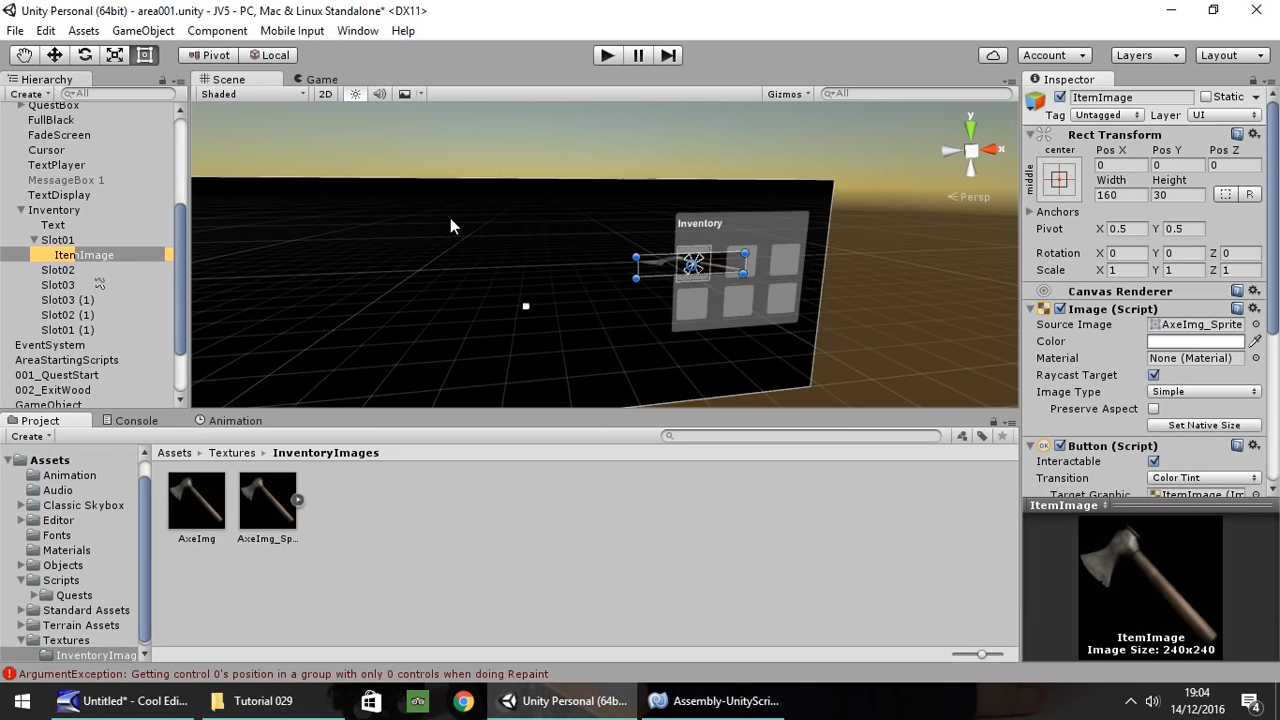 Unity Personal (64bit) - area001.unity - JV5 - PC, Mac & Linux Standalone* <DX11>
File Edit Assets GameObject Component Mobile Input Window Help
Pivot Local Account Layers Layout
Hierarchy Scene Game Inspector
Create All Shaded 2D Gizmos All ItemImage Static
QuestBox
FullBlack
FadeScreen
Cursor
TextPlayer
MessageBox 1
TextDisplay
Inventory
Text
Slot01
ItemImage
Slot02
Slot03
Slot03 (1)
Slot02 (1)
Slot01 (1)
EventSystem
AreaStartingScripts
001_QuestStart
002_ExitWood
GameObject
y
x
Persp
Inventory
Tag Untagged Layer UI
Rect Transform
center Pos X Pos Y Pos Z
middle 0 0 0
Width Height
160 30 R
Anchors
Pivot X 0.5 Y 0.5
Rotation X 0 Y 0 Z 0
Scale X 1 Y 1 Z 1
Canvas Renderer
Image (Script)
Source Image AxeImg_Sprite
Color
Material None (Material)
Raycast Target
Image Type Simple
Preserve Aspect
Set Native Size
OK Button (Script)
Interactable
Transition Color Tint
Target Graphic ItemImage (Im
Project Console Animation
Create
Assets
Animation
Audio
Classic Skybox
Editor
Fonts
Materials
Objects
Scripts
Quests
Standard Assets
Terrain Assets
Textures
InventoryImag
Assets Textures InventoryImages
AxeImg AxeImg_Sp...
ItemImage
ItemImage
Image Size: 240x240
ArgumentException: Getting control 0's position in a group with only 0 controls when doing Repaint
Untitled* - Cool Edi... Tutorial 029 Unity Personal (64b... Assembly-UnityScri...
19:04
14/12/2016
4